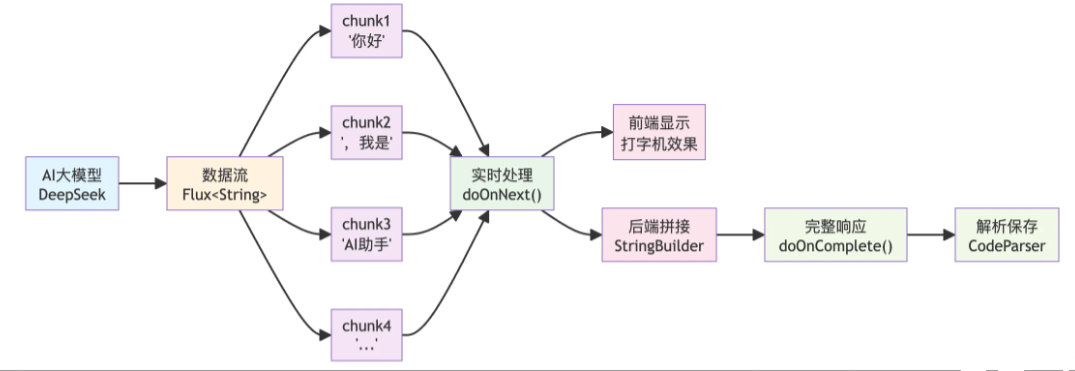 AI大模型
DeepSeek
数据流
Flux<String>
chunk1
'你好'
chunk2
'，我是'
chunk3
'AI助手'
chunk4
'...'
实时处理
doOnNext()
前端显示
打字机效果
后端拼接
StringBuilder
完整响应
doOnComplete()
解析保存
CodeParser